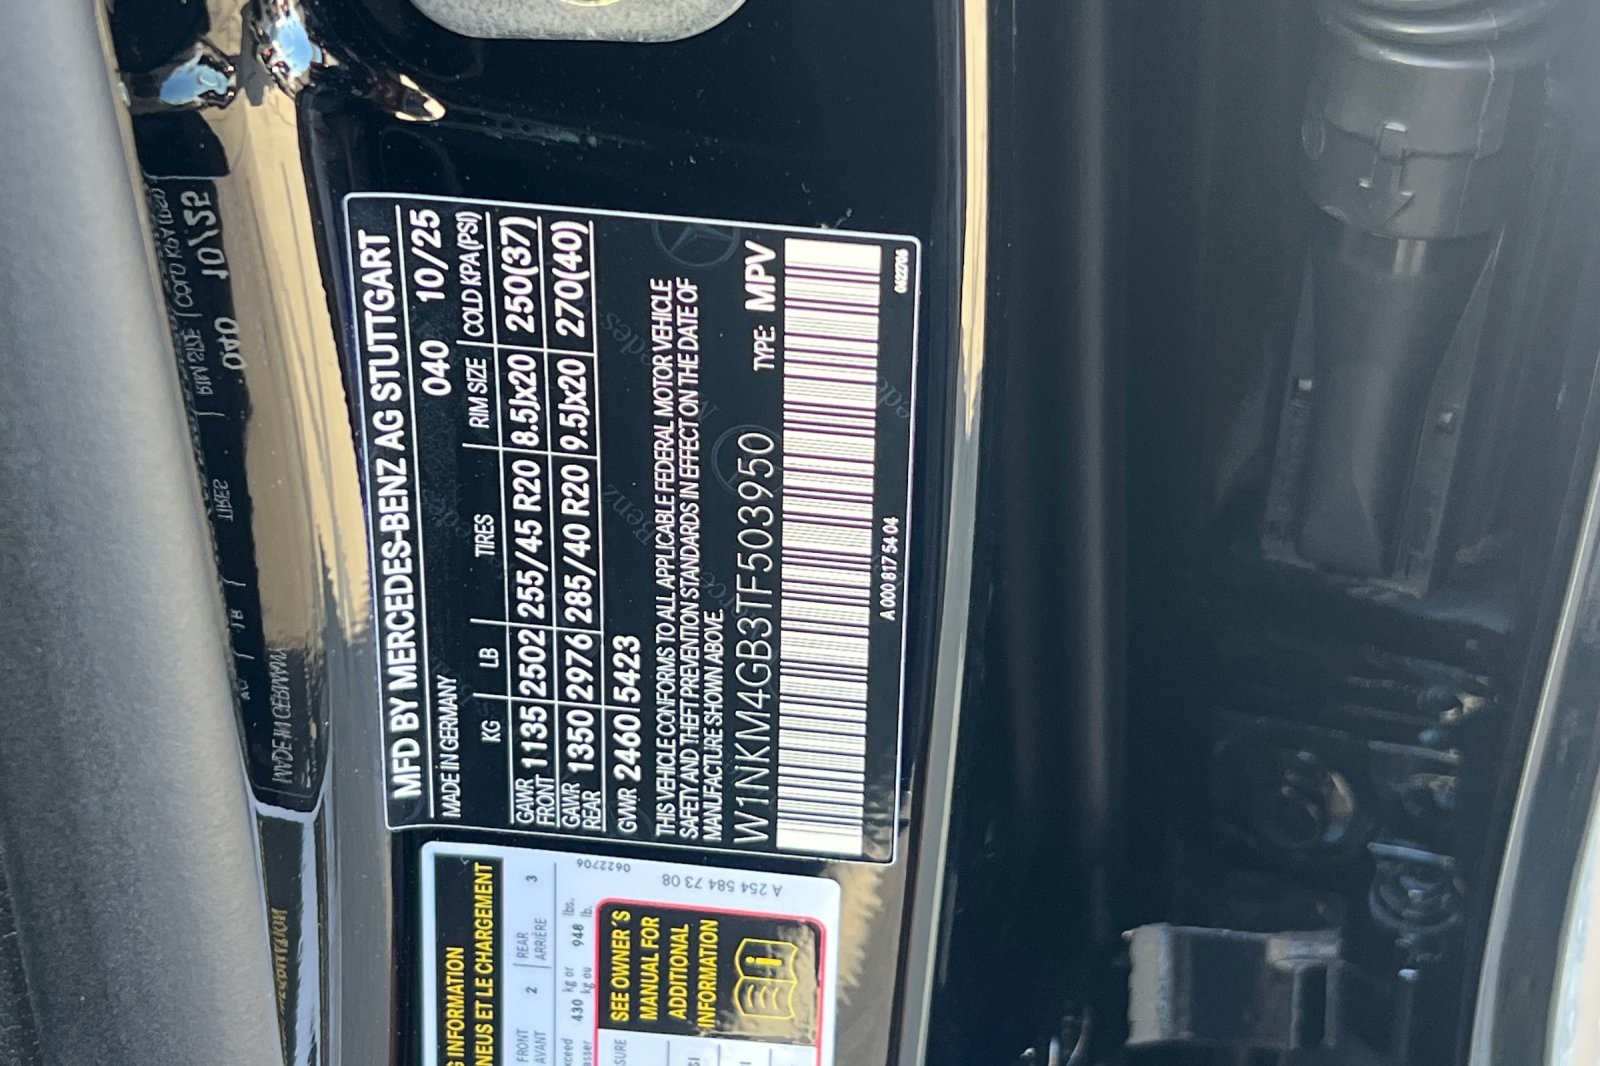 MFD BY MERCEDES-BENZ AG STUTTGART
MADE IN GERMANY 040 10/25
KG LB TIRES RIM SIZE COLD KPA(PSI)
GAWR FRONT 1135 2502 255/45 R20 8.5Jx20 250(37)
GAWR REAR 1350 2976 285/40 R20 9.5Jx20 270(40)
GVWR 2460 5423
THIS VEHICLE CONFORMS TO ALL APPLICABLE FEDERAL MOTOR VEHICLE
SAFETY AND THEFT PREVENTION STANDARDS IN EFFECT ON THE DATE OF
MANUFACTURE SHOWN ABOVE.
W1NKM4GB3TF503950 TYPE: MPV
A 000 817 54 04 0622706
INFORMATION
ET LE CHARGEMENT
FRONT 2 REAR 3
AVANT ARRIÈRE
430 kg or 948 lbs.
kg ou lb.
0622706
A 254 584 73 08
SEE OWNER'S
MANUAL FOR
ADDITIONAL
INFORMATION